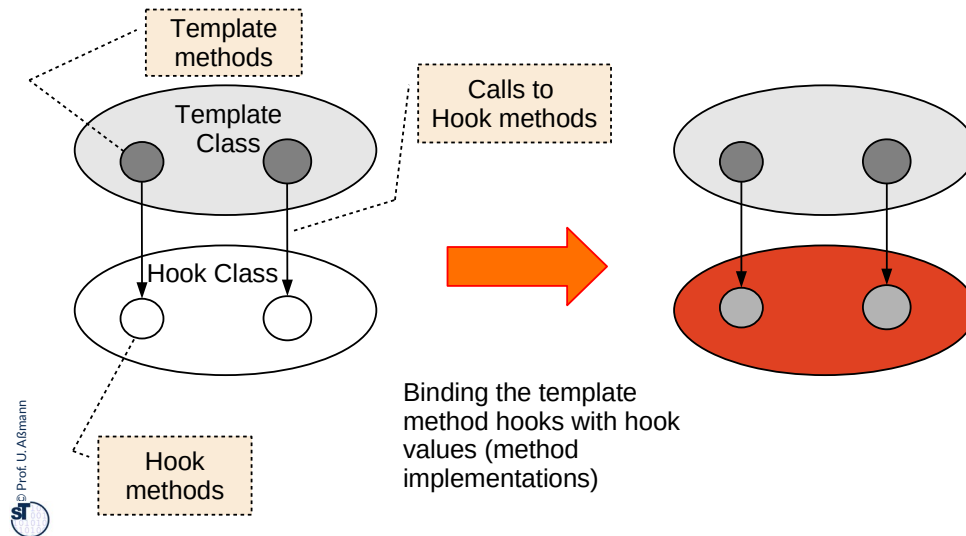 Template
methods
Calls to
Hook methods
Template
Class
Hook Class
Hook
methods
Binding the template
method hooks with hook
values (method
implementations)
© Prof. U. Aßmann
ST